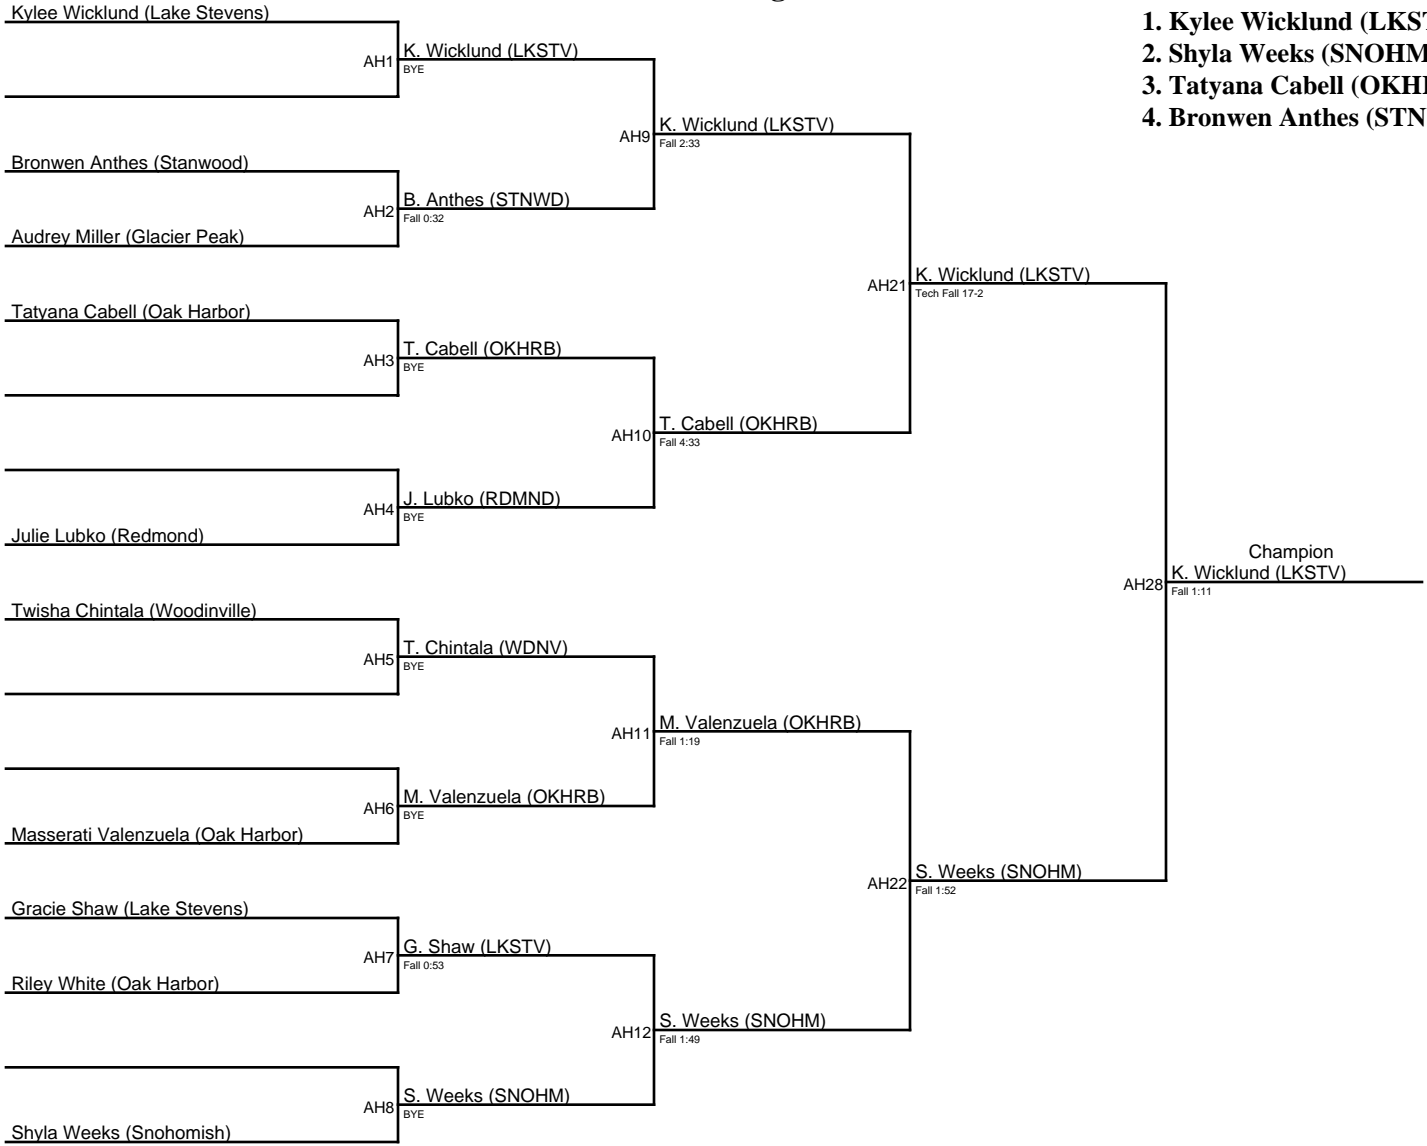 Kylee Wicklund (Lake Stevens)
1. Kylee Wicklund (LKST
2. Shyla Weeks (SNOHM
3. Tatyana Cabell (OKH
4. Bronwen Anthes (STN
AH1
K. Wicklund (LKSTV)
BYE
AH9
K. Wicklund (LKSTV)
Fall 2:33
Bronwen Anthes (Stanwood)
AH2
B. Anthes (STNWD)
Fall 0:32
Audrey Miller (Glacier Peak)
AH21
K. Wicklund (LKSTV)
Tech Fall 17-2
Tatyana Cabell (Oak Harbor)
AH3
T. Cabell (OKHRB)
BYE
AH10
T. Cabell (OKHRB)
Fall 4:33
AH4
J. Lubko (RDMND)
BYE
Julie Lubko (Redmond)
Champion
AH28
K. Wicklund (LKSTV)
Fall 1:11
Twisha Chintala (Woodinville)
AH5
T. Chintala (WDNV)
BYE
AH11
M. Valenzuela (OKHRB)
Fall 1:19
AH6
M. Valenzuela (OKHRB)
BYE
Masserati Valenzuela (Oak Harbor)
AH22
S. Weeks (SNOHM)
Fall 1:52
Gracie Shaw (Lake Stevens)
AH7
G. Shaw (LKSTV)
Fall 0:53
Riley White (Oak Harbor)
AH12
S. Weeks (SNOHM)
Fall 1:49
AH8
S. Weeks (SNOHM)
BYE
Shyla Weeks (Snohomish)